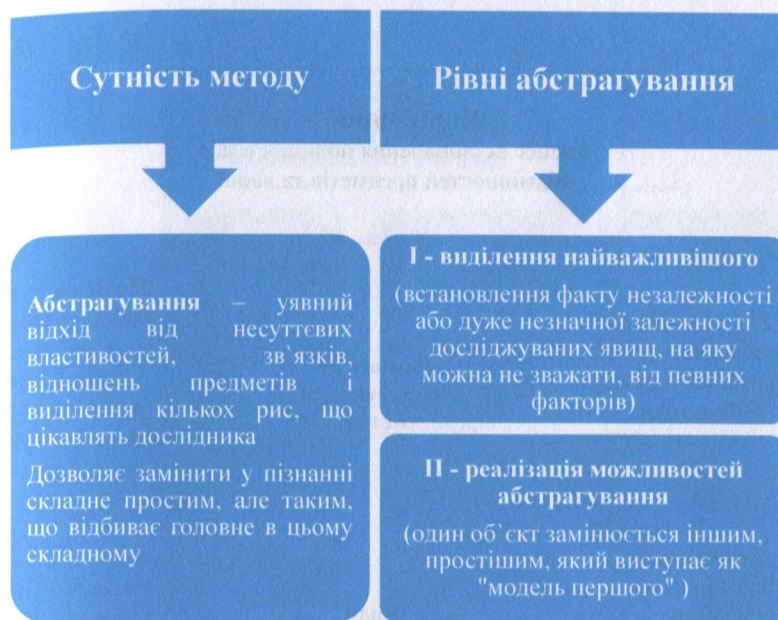 Сутність методу
Рівні абстрагування
Абстрагування – уявний
відхід від несуттєвих
властивостей, зв`язків,
відношень предметів і
виділення кількох рис, що
цікавлять дослідника
Дозволяє замінити у пізнанні
складне простим, але таким,
що відбиває головне в цьому
складному
I - виділення найважливішого
(встановлення факту незалежності
або дуже незначної залежності
досліджуваних явищ, на яку
можна не зважати, від певних
факторів)
II - реалізація можливостей
абстрагування
(один об`єкт замінюється іншим,
простішим, який виступає як
"модель першого" )